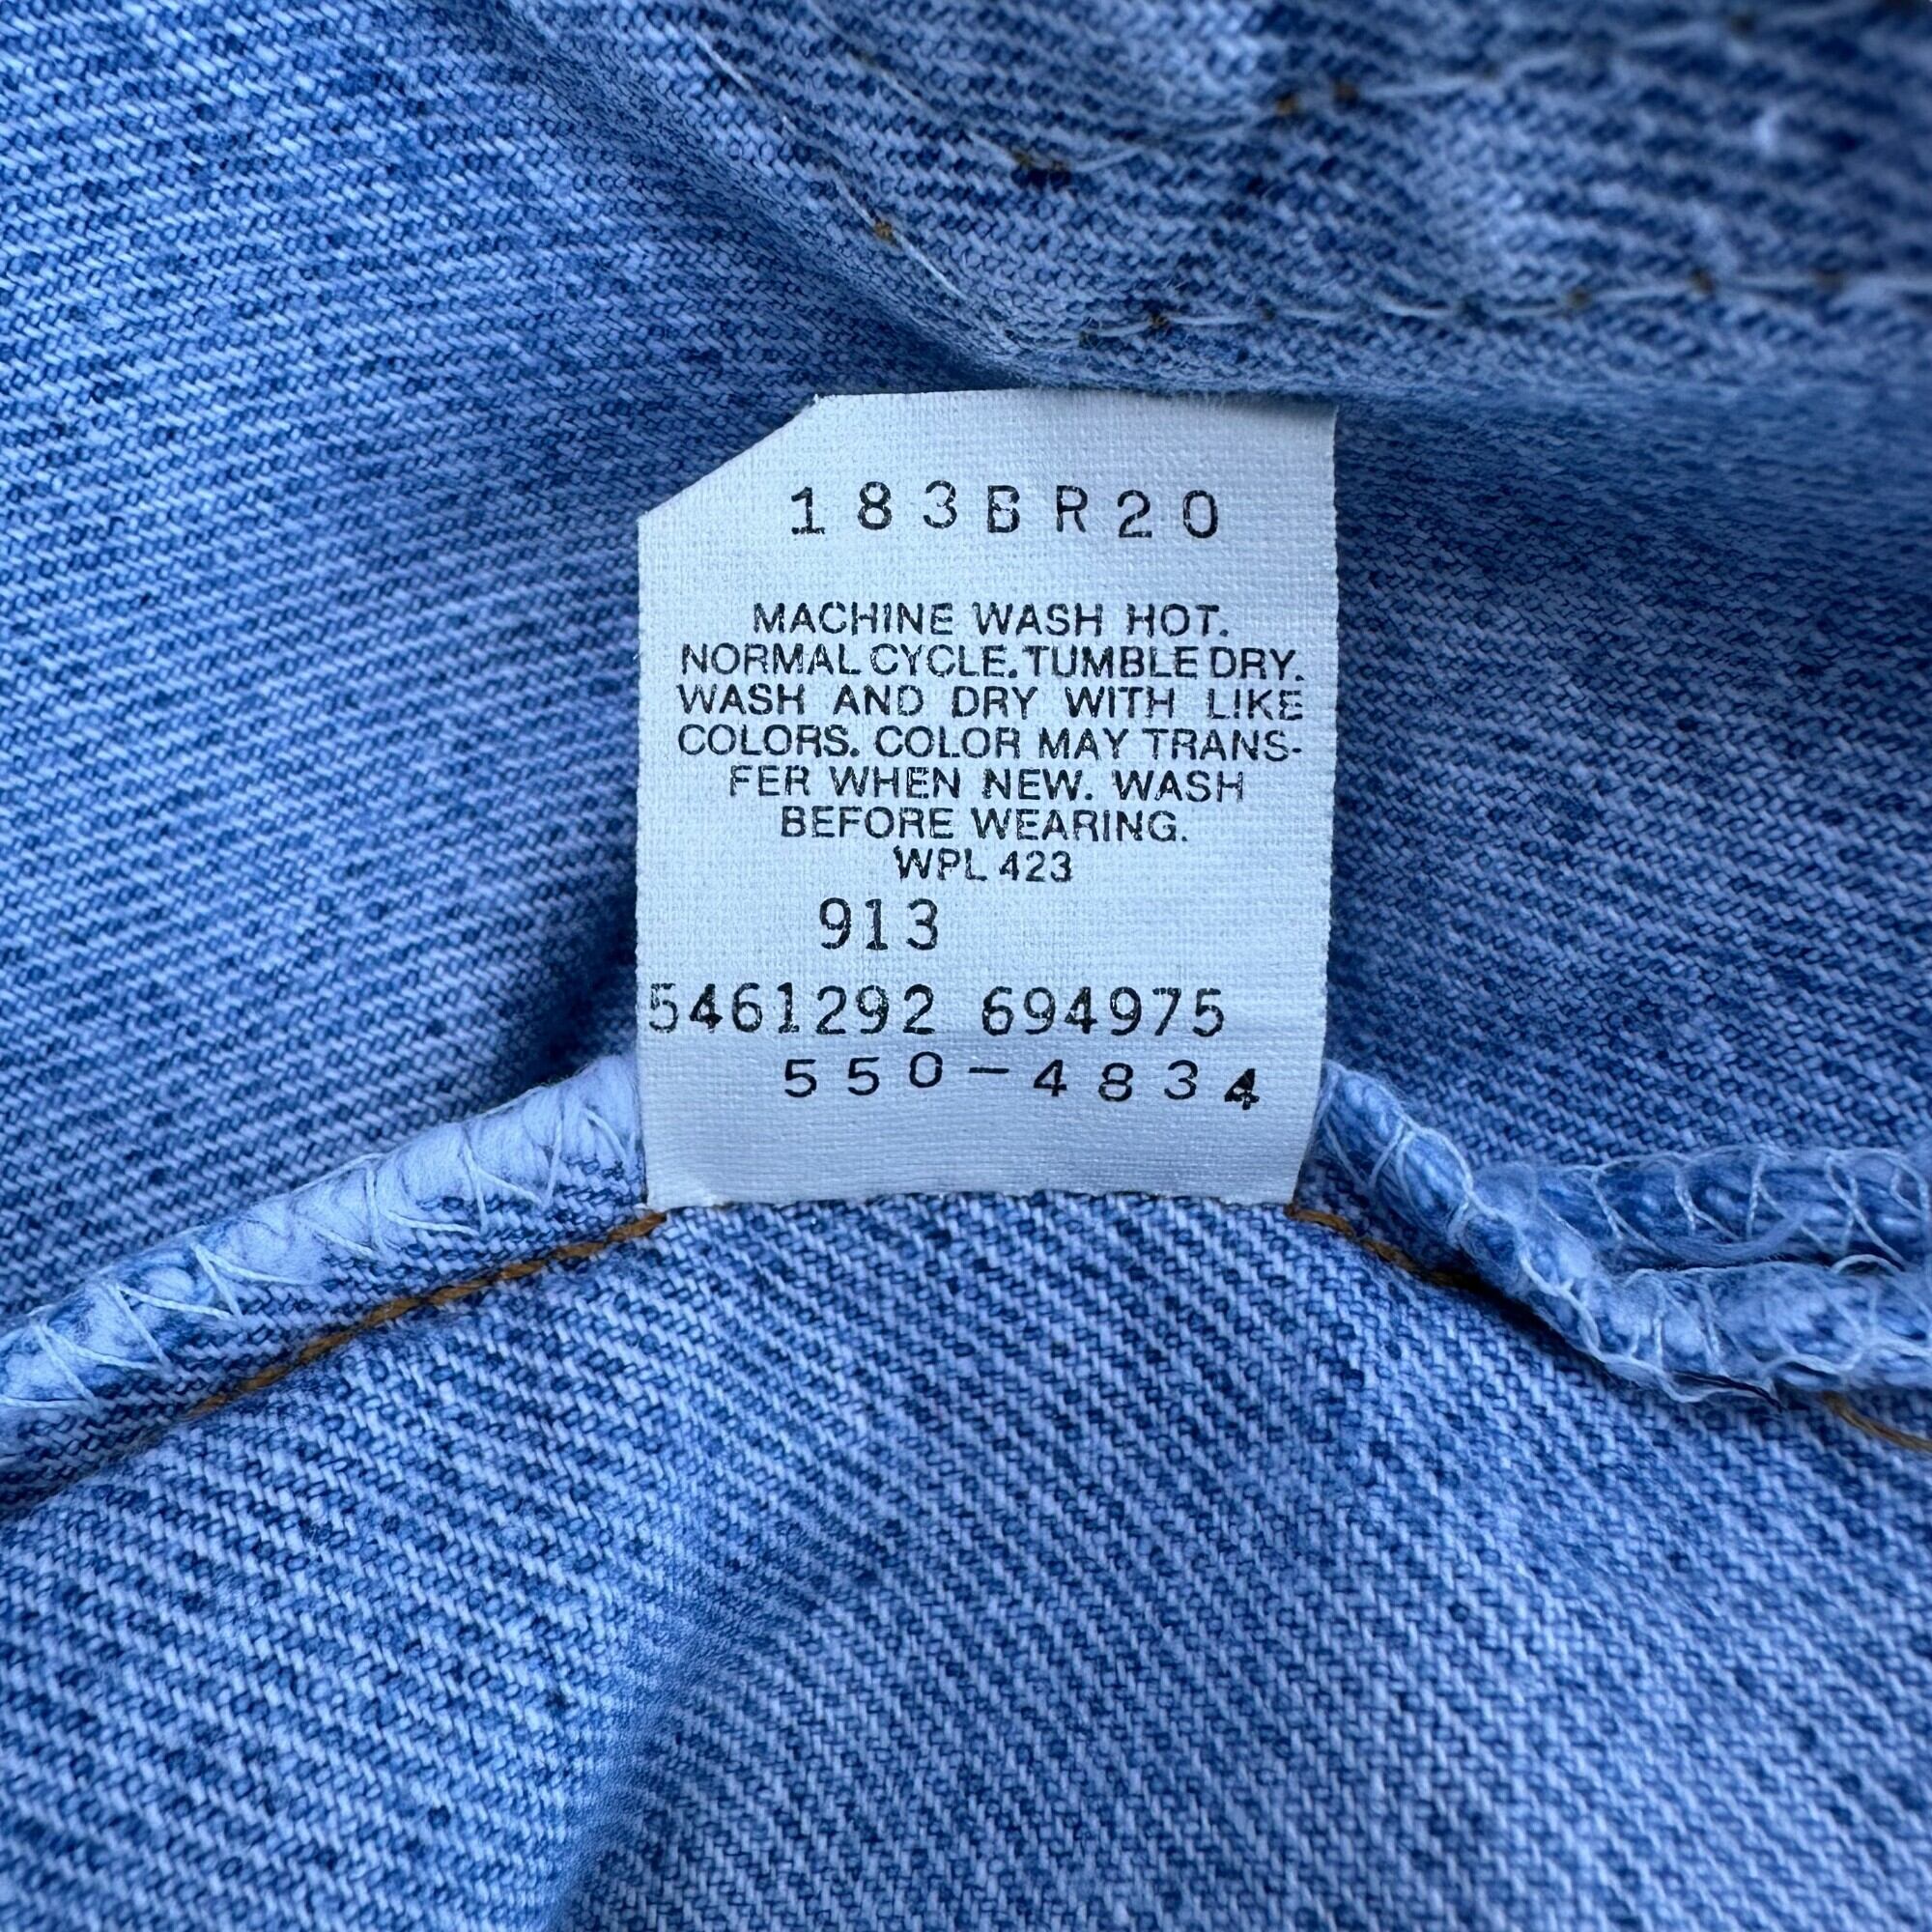 183BR20
MACHINE WASH HOT.
NORMAL CYCLE. TUMBLE DRY.
WASH AND DRY WITH LIKE
COLORS. COLOR MAY TRANS-
FER WHEN NEW. WASH
BEFORE WEARING.
WPL 423
913
5461292 694975
550-4834